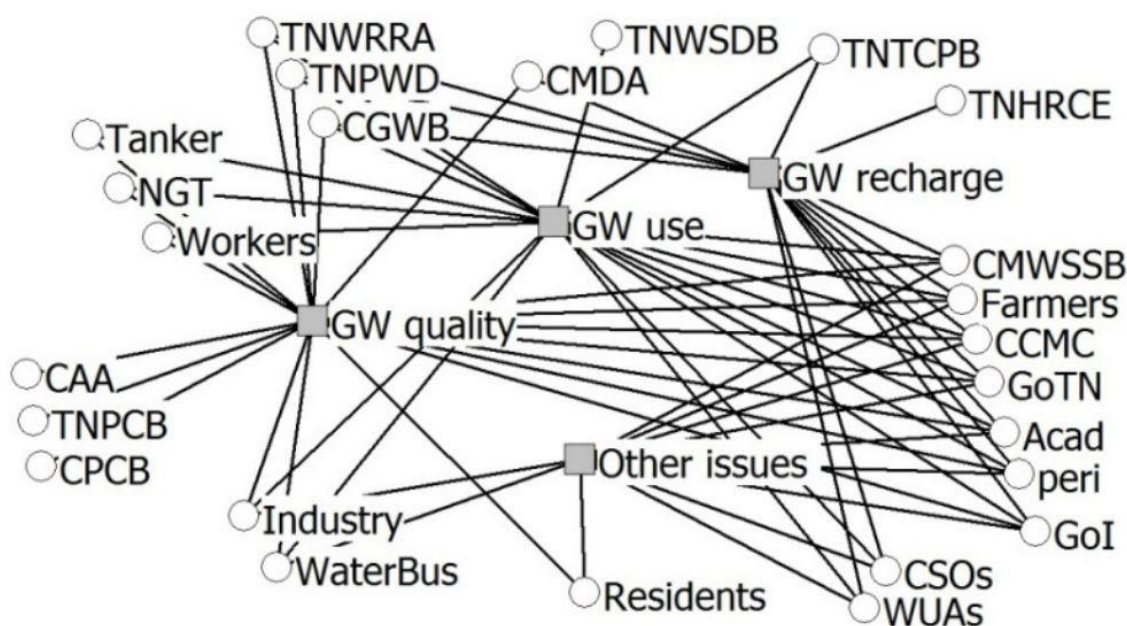 TNWRRA
TNWSDB
TNTCPB
TNPWD
CMDA
TNHRCE
CGWB
Tanker
GW recharge
NGT
GW use
Workers
CMWSSB
Farmers
GW quality
CCMC
CAA
GoTN
TNPCB
Acad
CPCB
Other issues
peri
Industry
GoI
WaterBus
CSOs
Residents
WUAs